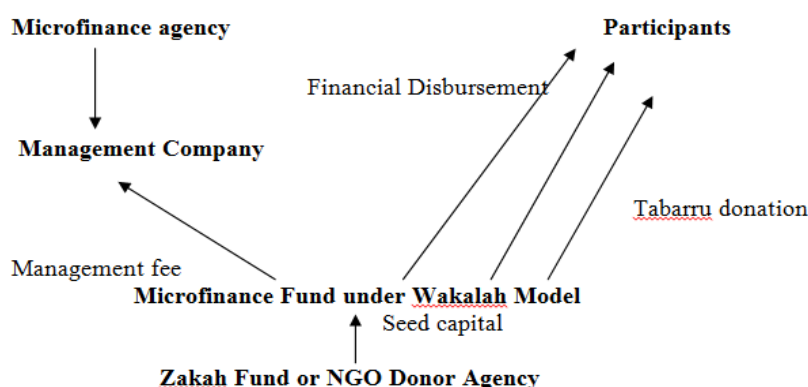 Microfinance agency
Participants
Financial Disbursement
Management Company
Tabarru donation
Management fee
Microfinance Fund under Wakalah Model
Seed capital
Zakah Fund or NGO Donor Agency